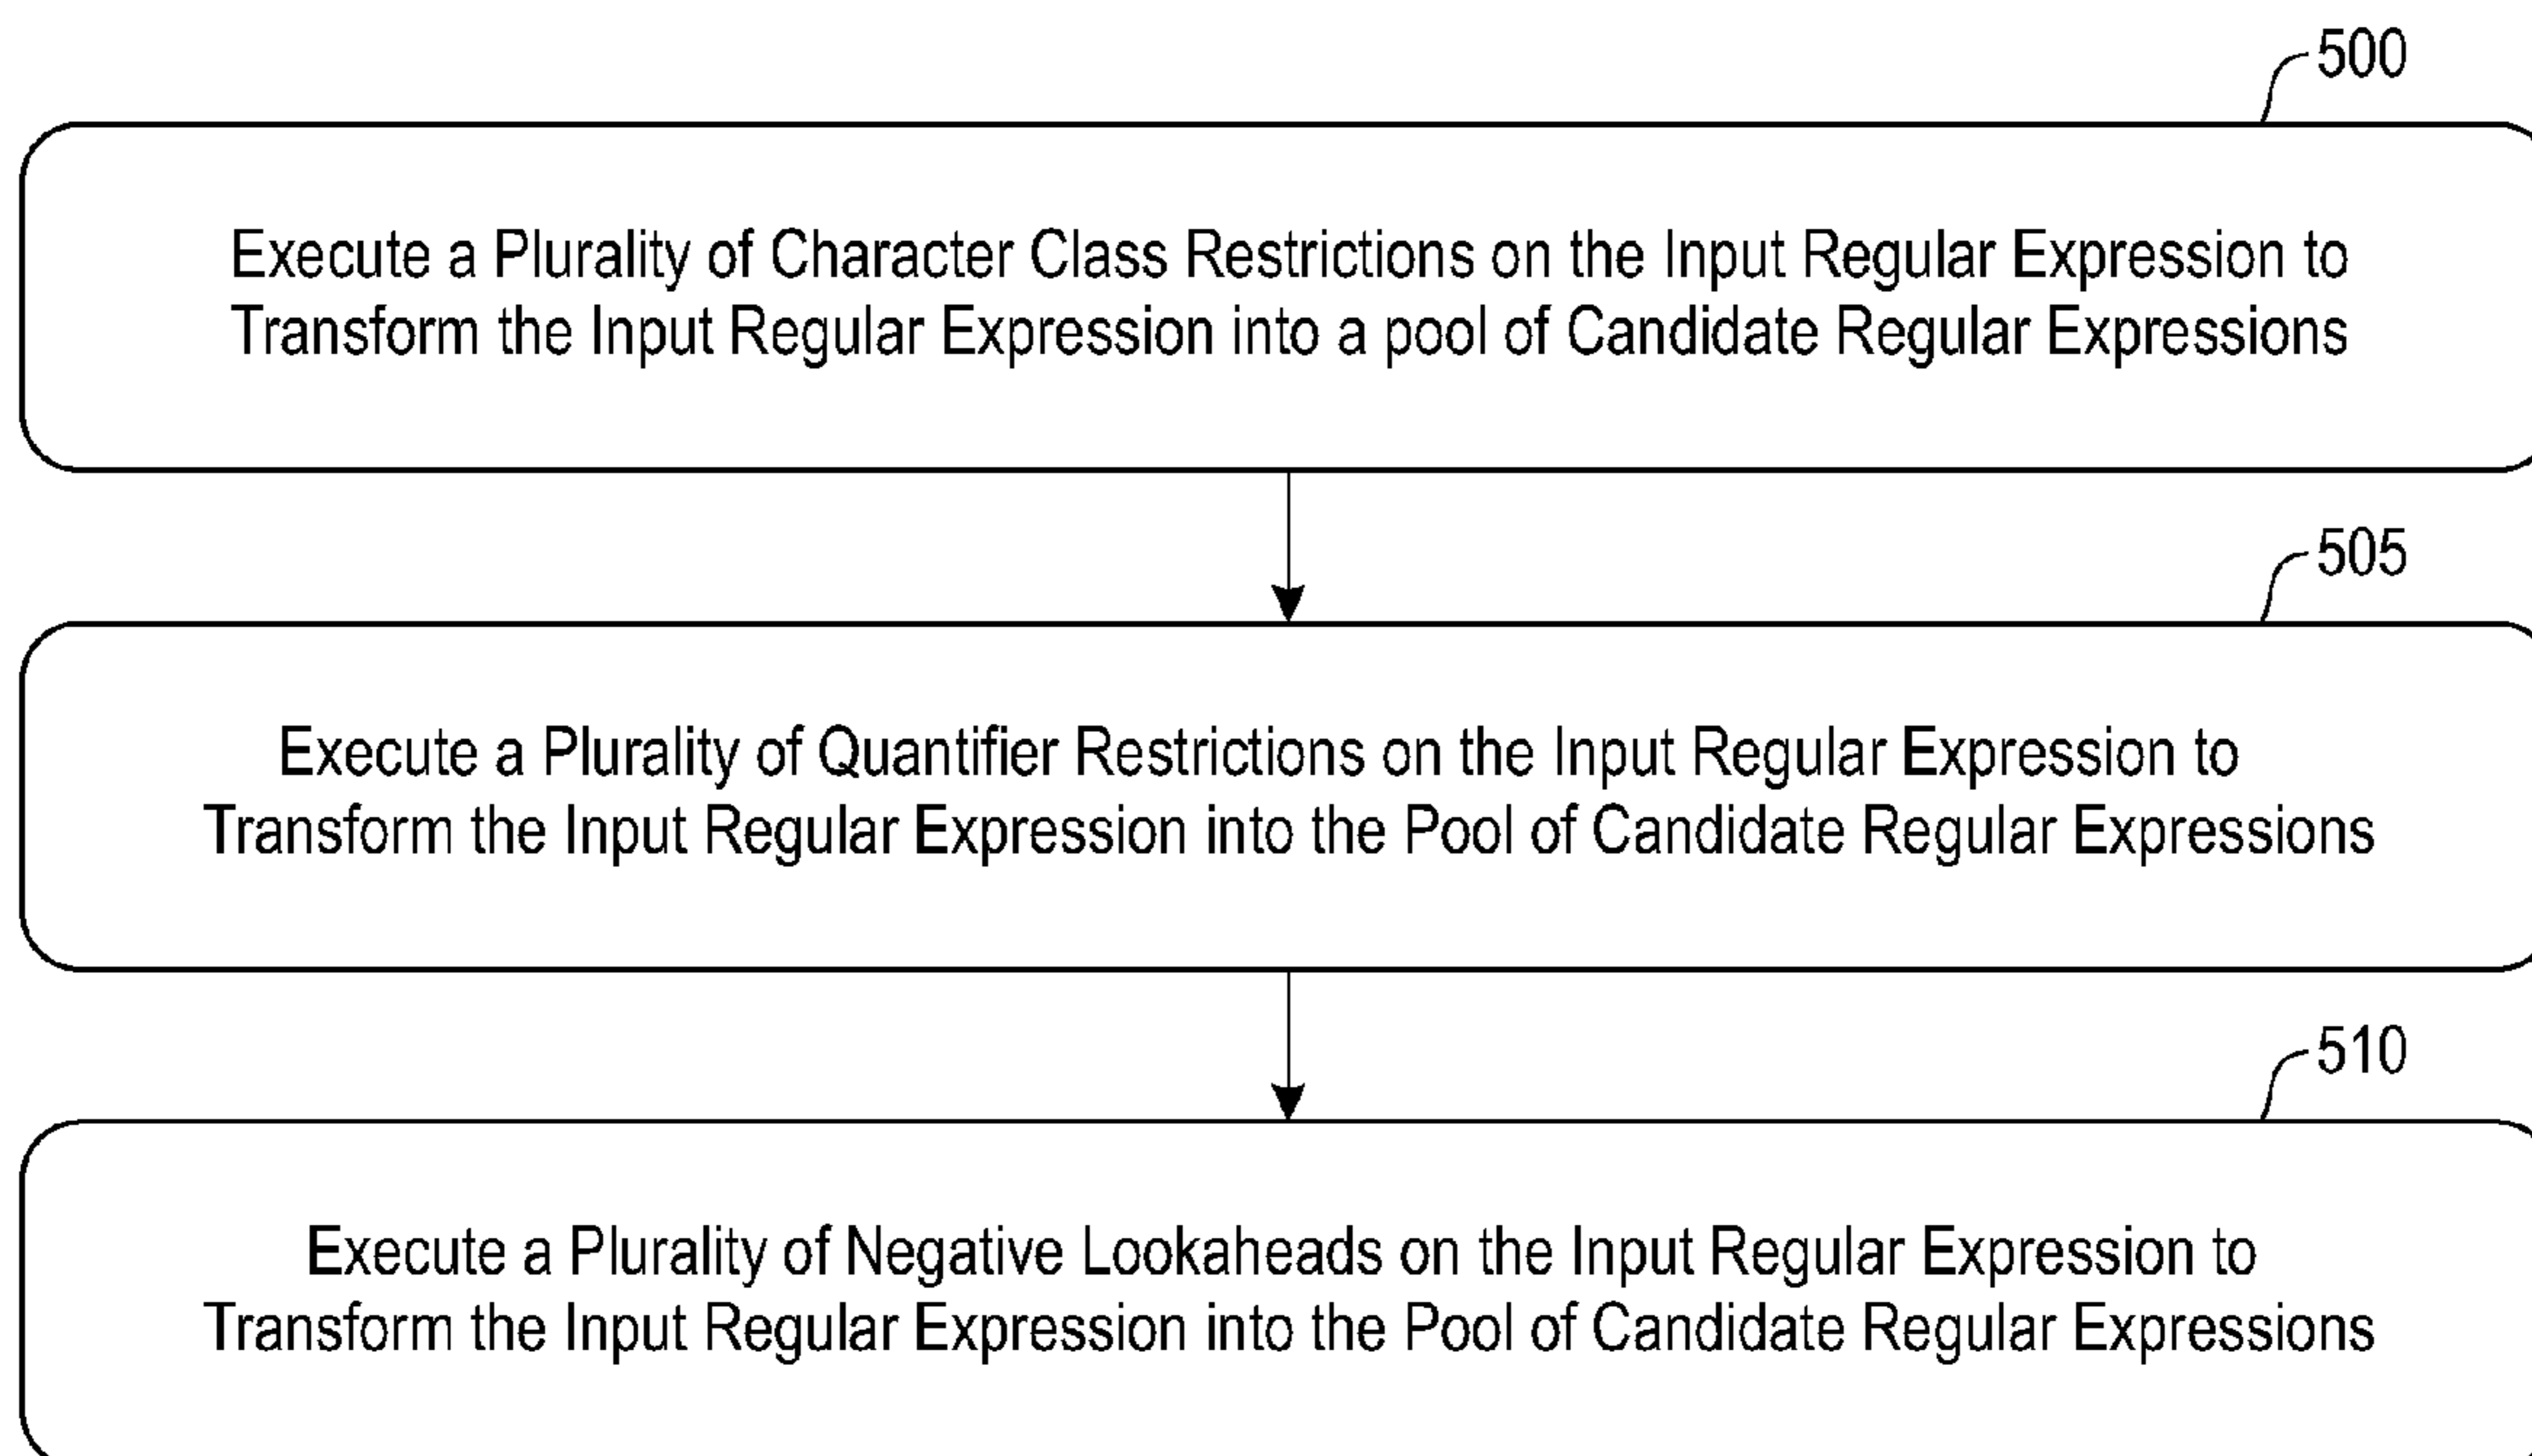 500
Execute a Plurality of Character Class Restrictions on the Input Regular Expression to
Transform the Input Regular Expression into a pool of Candidate Regular Expressions
505
Execute a Plurality of Quantifier Restrictions on the Input Regular Expression to
Transform the Input Regular Expression into the Pool of Candidate Regular Expressions
510
Execute a Plurality of Negative Lookaheads on the Input Regular Expression to
Transform the Input Regular Expression into the Pool of Candidate Regular Expressions